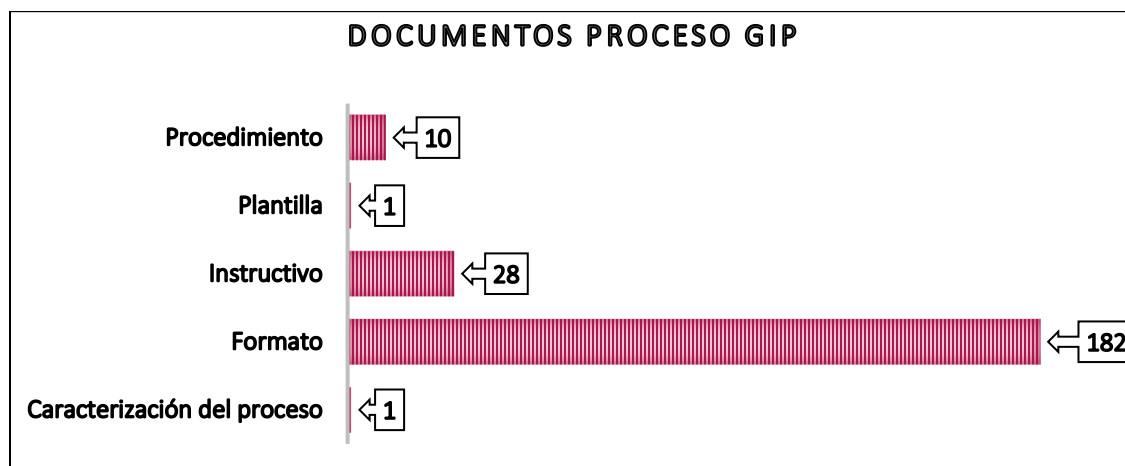 DOCUMENTOS PROCESO GIP
Procedimiento 10
Plantilla 1
Instructivo 28
Formato 182
Caracterización del proceso 1